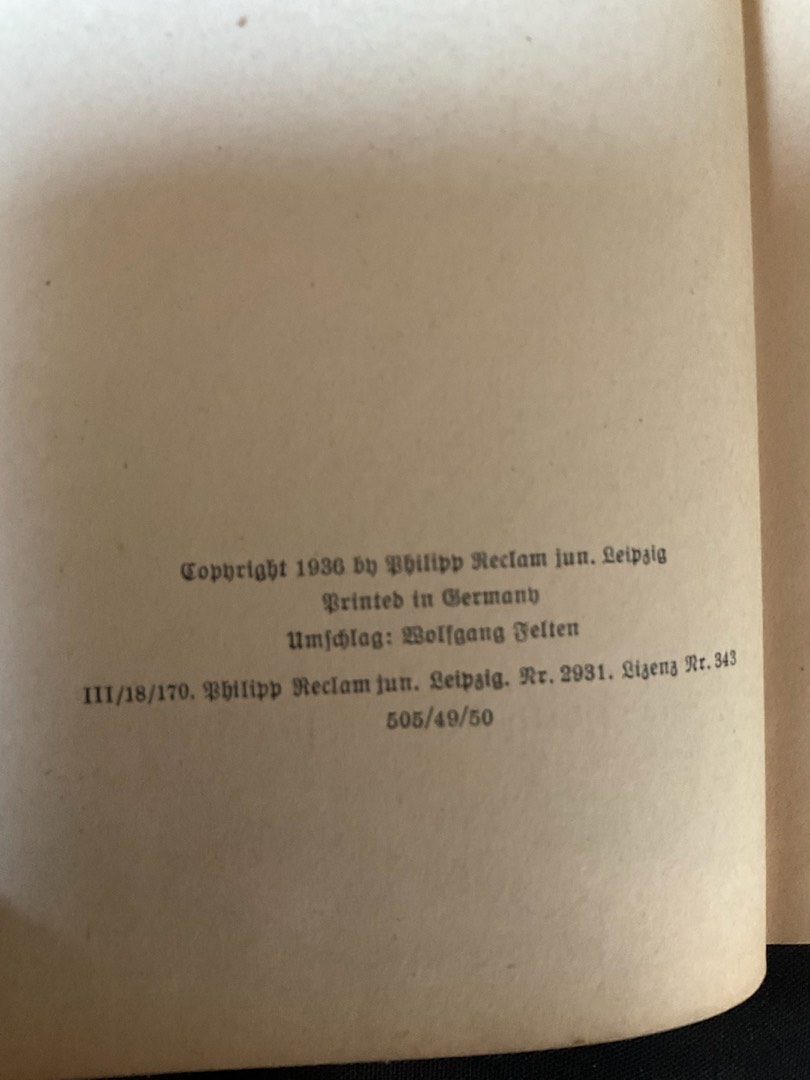 Copyright 1936 by Philipp Reclam jun. Leipzig
Printed in Germany
Umschlag: Wolfgang Felten
III/18/170. Philipp Reclam jun. Leipzig. Nr. 2931. Lizenz Nr. 343
505/49/50